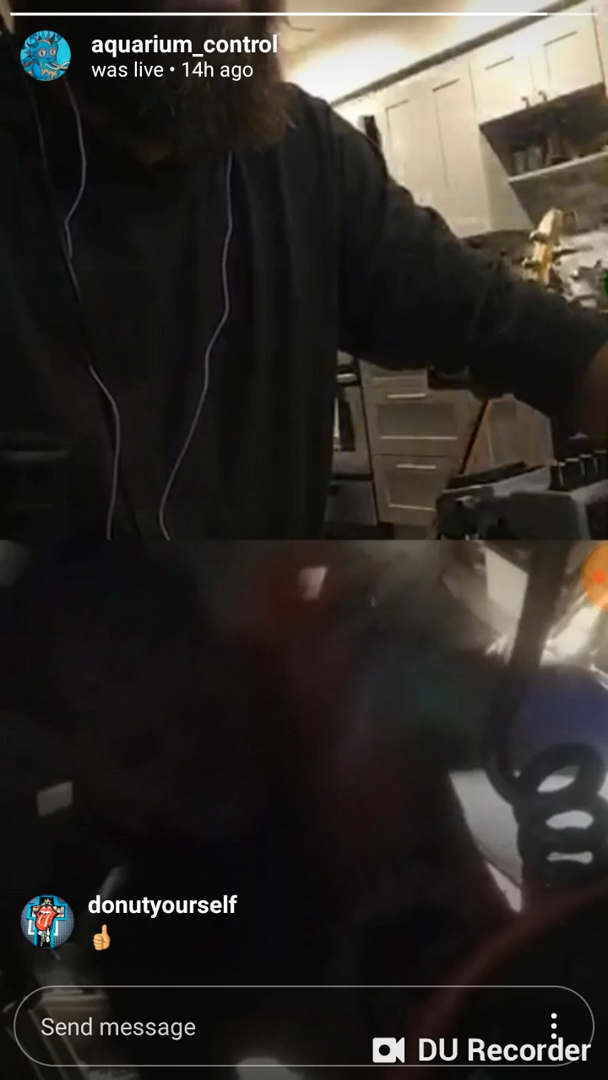 aquarium_control
was live • 14h ago
donutyourself
Send message
DU Recorder